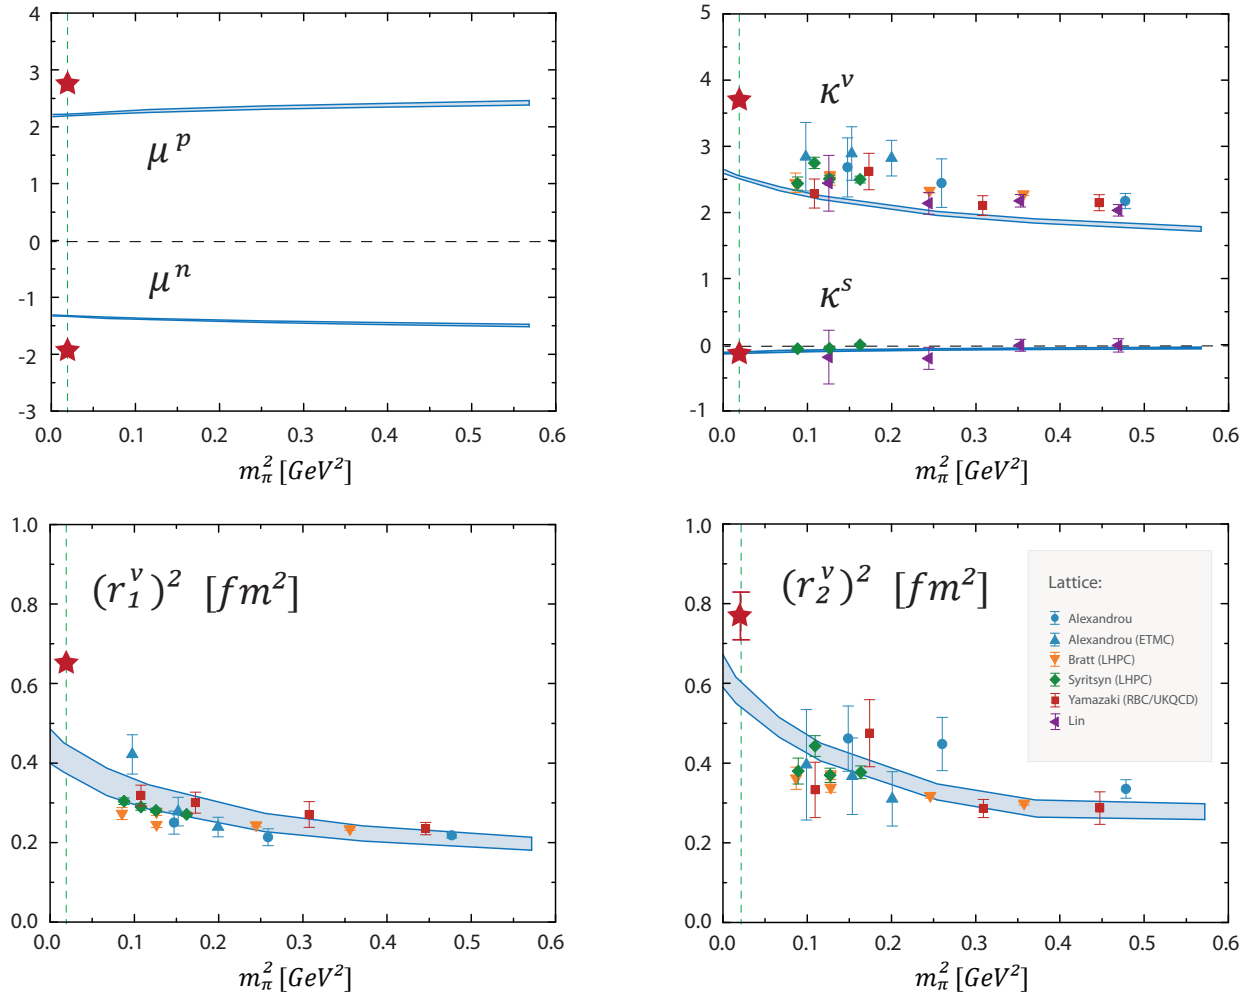 4
3
2
1
0
-1
-2
-3
μ^p
μ^n
0.0 0.1 0.2 0.3 0.4 0.5 0.6
m_π^2 [GeV^2]
5
4
3
2
1
0
-1
κ^v
κ^s
0.0 0.1 0.2 0.3 0.4 0.5 0.6
m_π^2 [GeV^2]
1.0
0.8
0.6
0.4
0.2
0.0
(r_1^v)^2 [fm^2]
0.0 0.1 0.2 0.3 0.4 0.5 0.6
m_π^2 [GeV^2]
1.0
0.8
0.6
0.4
0.2
0.0
(r_2^v)^2 [fm^2]
Lattice:
Alexandrou
Alexandrou (ETMC)
Bratt (LHPC)
Syritsyn (LHPC)
Yamazaki (RBC/UKQCD)
Lin
0.0 0.1 0.2 0.3 0.4 0.5 0.6
m_π^2 [GeV^2]